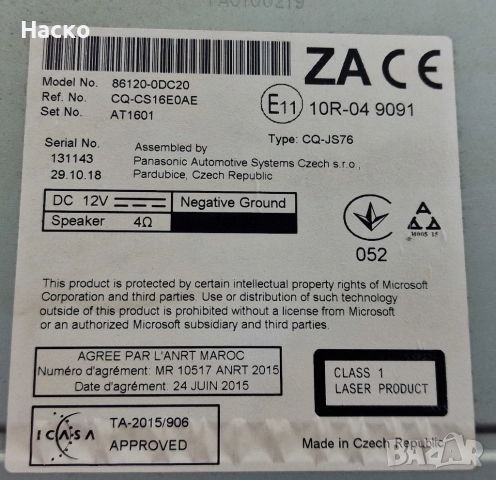 TA0100219
Hacko
ZA CE
Model No. 86120-0DC20
Ref. No. CQ-CS16E0AE
Set No. AT1601
E11 10R-04 9091
Type: CQ-JS76
Serial No.
131143
29.10.18
Assembled by
Panasonic Automotive Systems Czech s.r.o.,
Pardubice, Czech Republic
DC 12V Negative Ground
Speaker 4Ω
052
M005 15
This product is protected by certain intellectual property rights of Microsoft
Corporation and third parties. Use or distribution of such technology
outside of this product is prohibited without a license from Microsoft
or an authorized Microsoft subsidiary and third parties.
AGREE PAR L'ANRT MAROC
Numéro d'agrément: MR 10517 ANRT 2015
Date d'agrément: 24 JUIN 2015
CLASS 1
LASER PRODUCT
ICASA
TA-2015/906
APPROVED
Made in Czech Republic
BAZAR